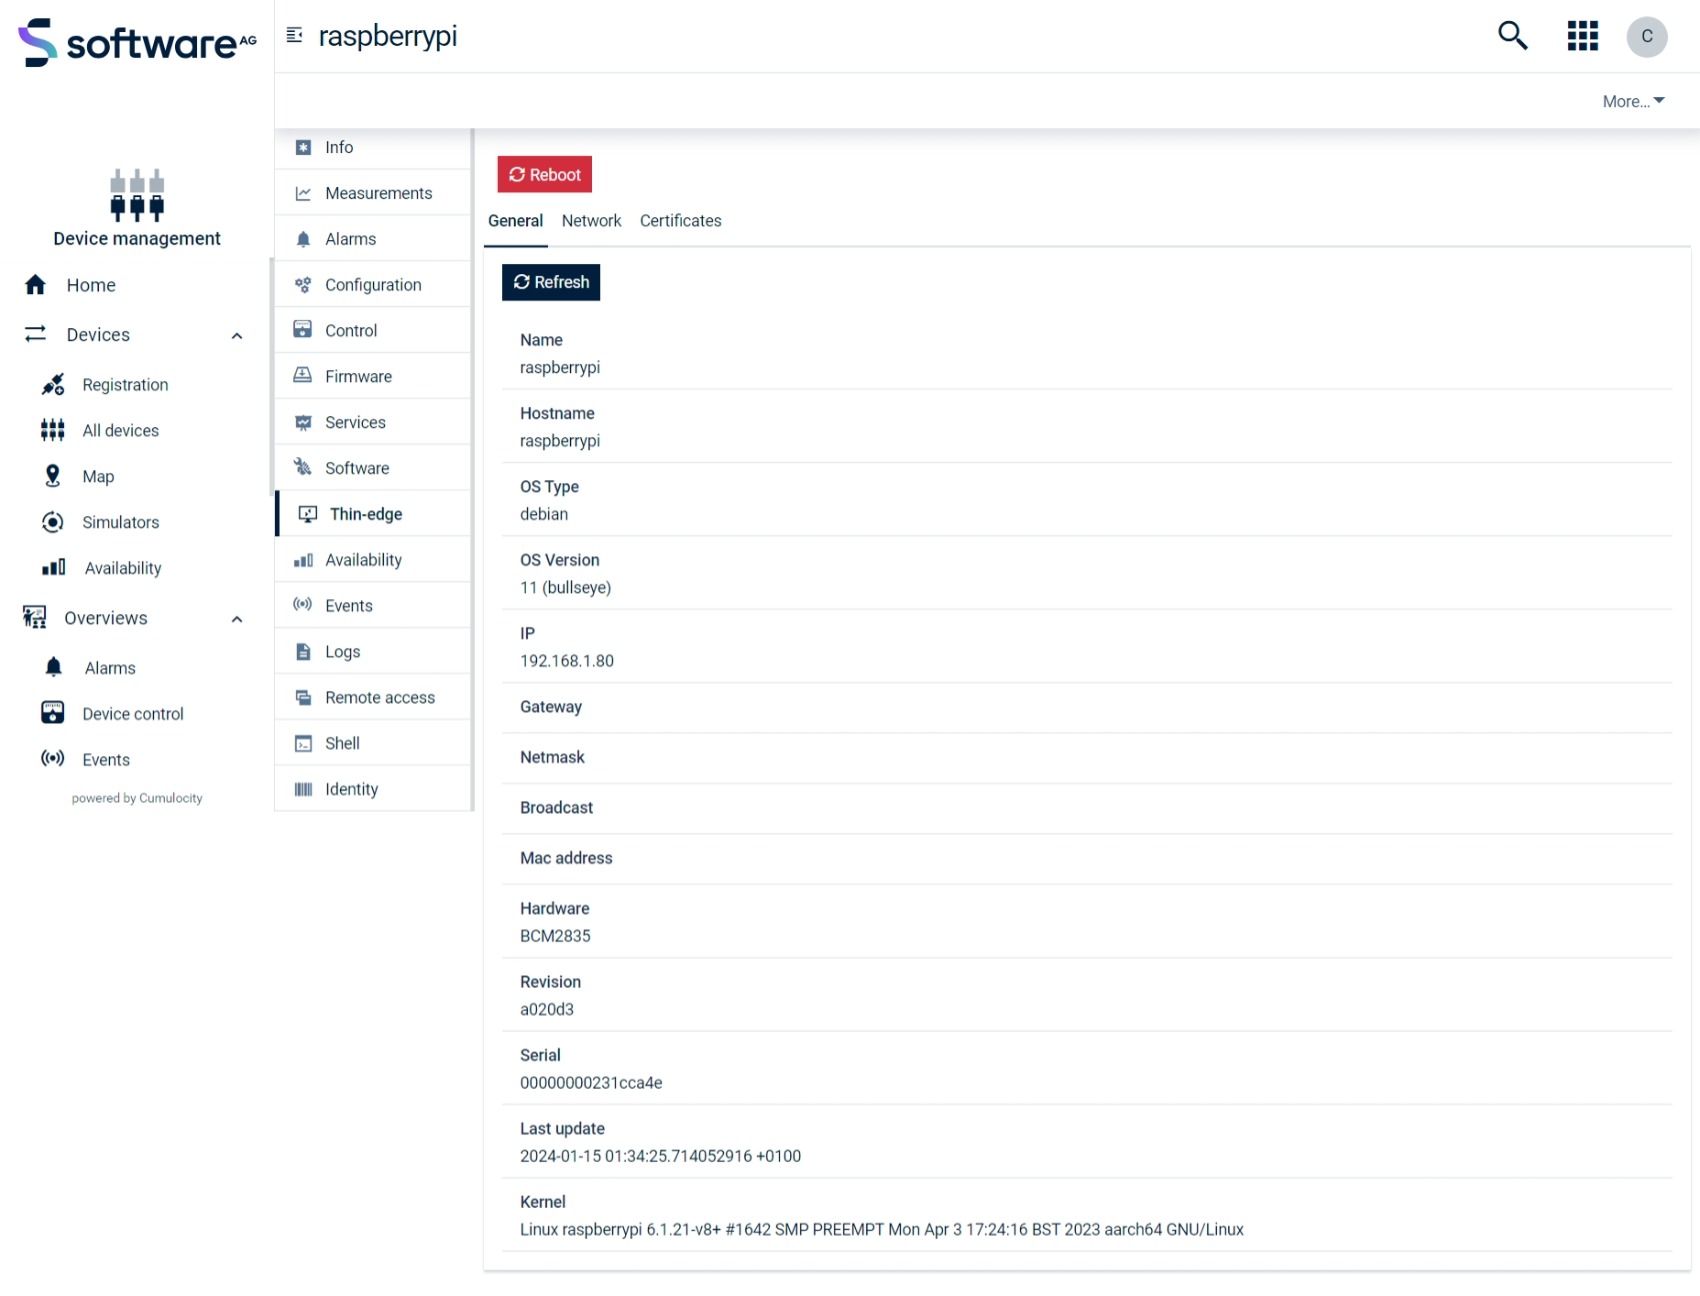 software AG
raspberrypi
C
More...
Device management
Home
Devices
Registration
All devices
Map
Simulators
Availability
Overviews
Alarms
Device control
Events
powered by Cumulocity
Info
Measurements
Alarms
Configuration
Control
Firmware
Services
Software
Thin-edge
Availability
Events
Logs
Remote access
Shell
Identity
Reboot
General Network Certificates
Refresh
Name
raspberrypi
Hostname
raspberrypi
OS Type
debian
OS Version
11 (bullseye)
IP
192.168.1.80
Gateway
Netmask
Broadcast
Mac address
Hardware
BCM2835
Revision
a020d3
Serial
00000000231cca4e
Last update
2024-01-15 01:34:25.714052916 +0100
Kernel
Linux raspberrypi 6.1.21-v8+ #1642 SMP PREEMPT Mon Apr 3 17:24:16 BST 2023 aarch64 GNU/Linux